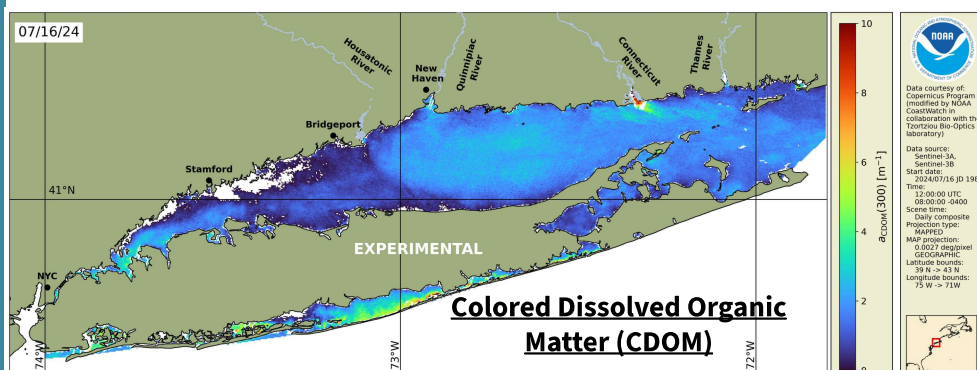 07/16/24
Housatonic
River
Quinnipiac
River
Connecticut
River
Thames
River
New
Haven
Bridgeport
Stamford
NYC
41°N
EXPERIMENTAL
Colored Dissolved Organic
Matter (CDOM)
74°W
73°W
72°W
10
8
6
4
2
0
aCDOM(300) [m⁻¹]
NOAA
Data courtesy of:
Copernicus Program
(modified by NOAA
CoastWatch in
collaboration with the
Tzortziou Bio-Optics
laboratory)
Data source:
Sentinel-3A,
Sentinel-3B
Start date:
2024/07/16 JD 198
Time:
12:00:00 UTC
08:00:00 -0400
Scene time:
Daily composite
Projection type:
MAPPED
MAP projection:
0.0027 deg/pixel
GEOGRAPHIC
Latitude bounds:
39 N -> 43 N
Longitude bounds:
75 W -> 71W